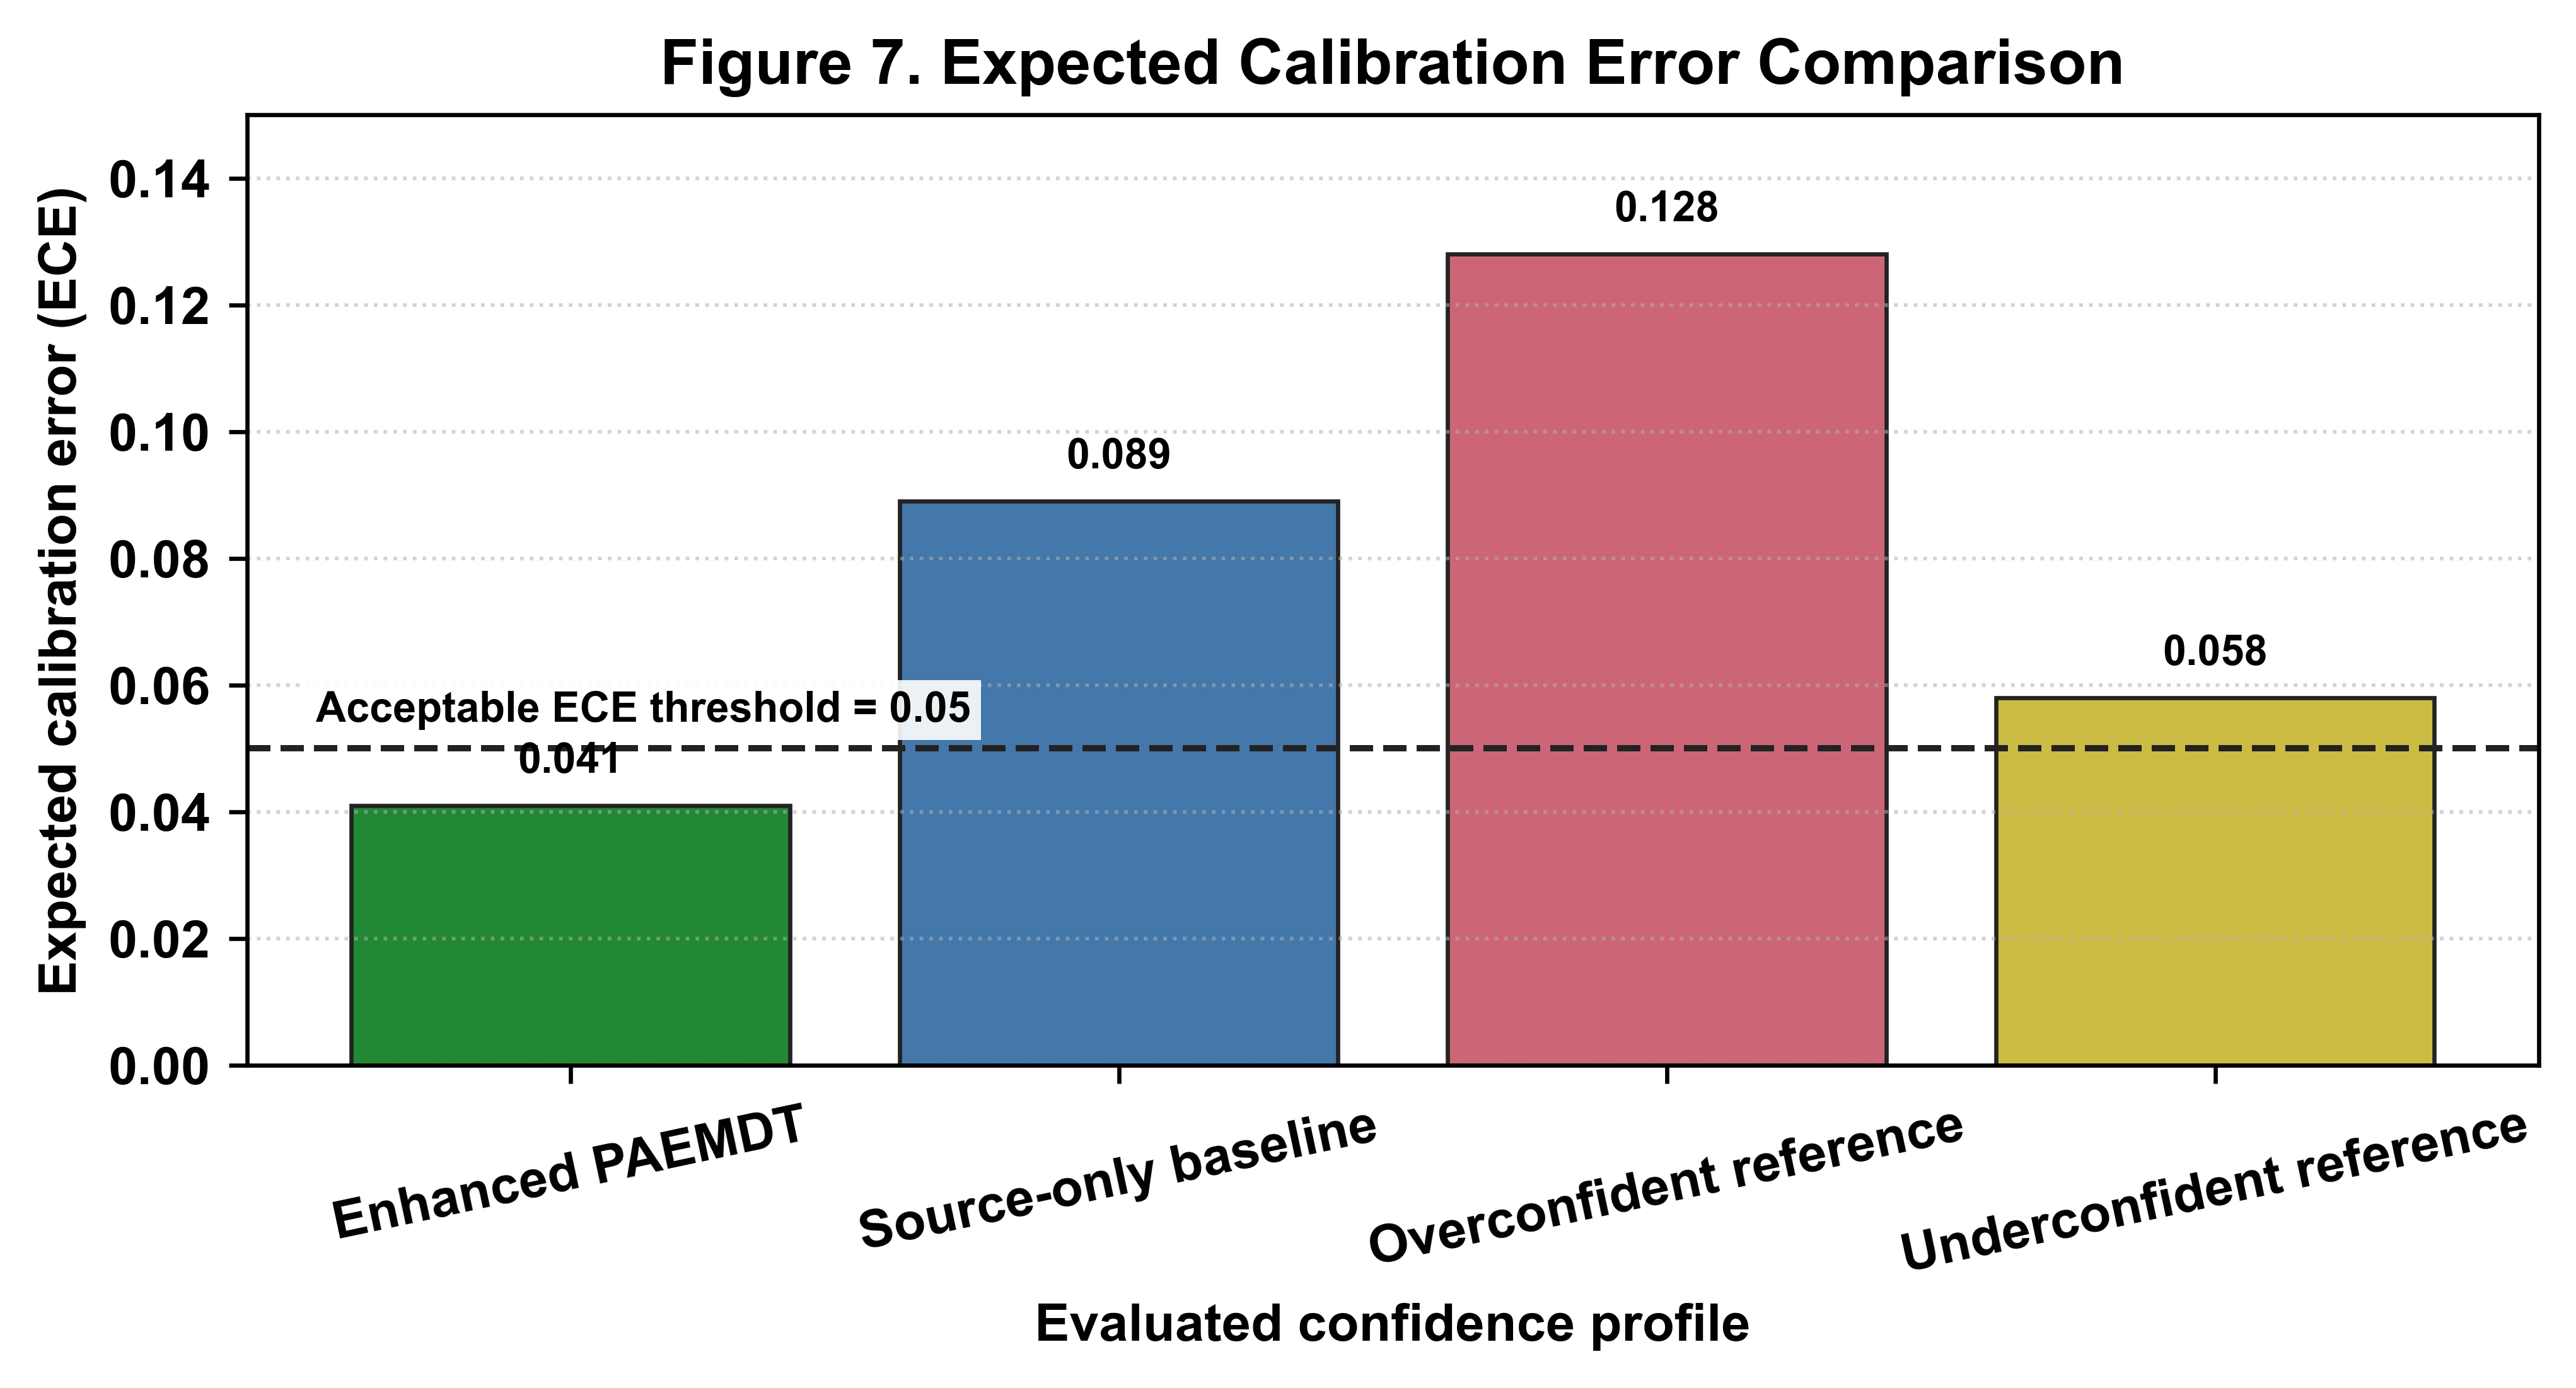 Figure 7. Expected Calibration Error Comparison
Expected calibration error (ECE)
0.14
0.12
0.10
0.08
0.06
0.04
0.02
0.00
0.128
0.089
0.058
Acceptable ECE threshold = 0.05
0.041
Enhanced PAEMDT
Source-only baseline
Overconfident reference
Underconfident reference
Evaluated confidence profile